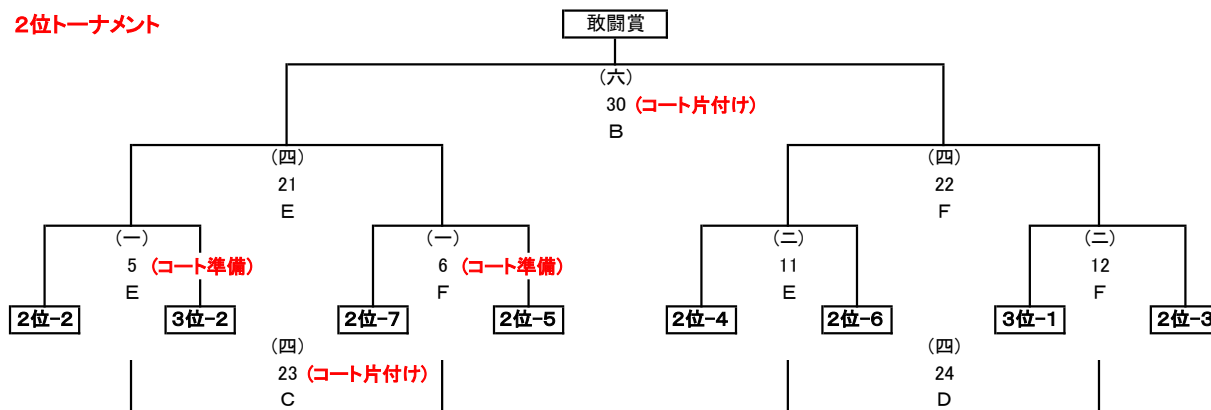 敢闘賞
2位トーナメント
(六)
30 (コート片付け)
B
(四) (四)
21 22
E F
(一) (一) (二) (二)
5 (コート準備) 6 (コート準備) 11 12
E F E F
2位-2 3位-2 2位-7 2位-5 2位-4 2位-6 3位-1 2位-3
(四) (四)
23 (コート片付け) 24
C D